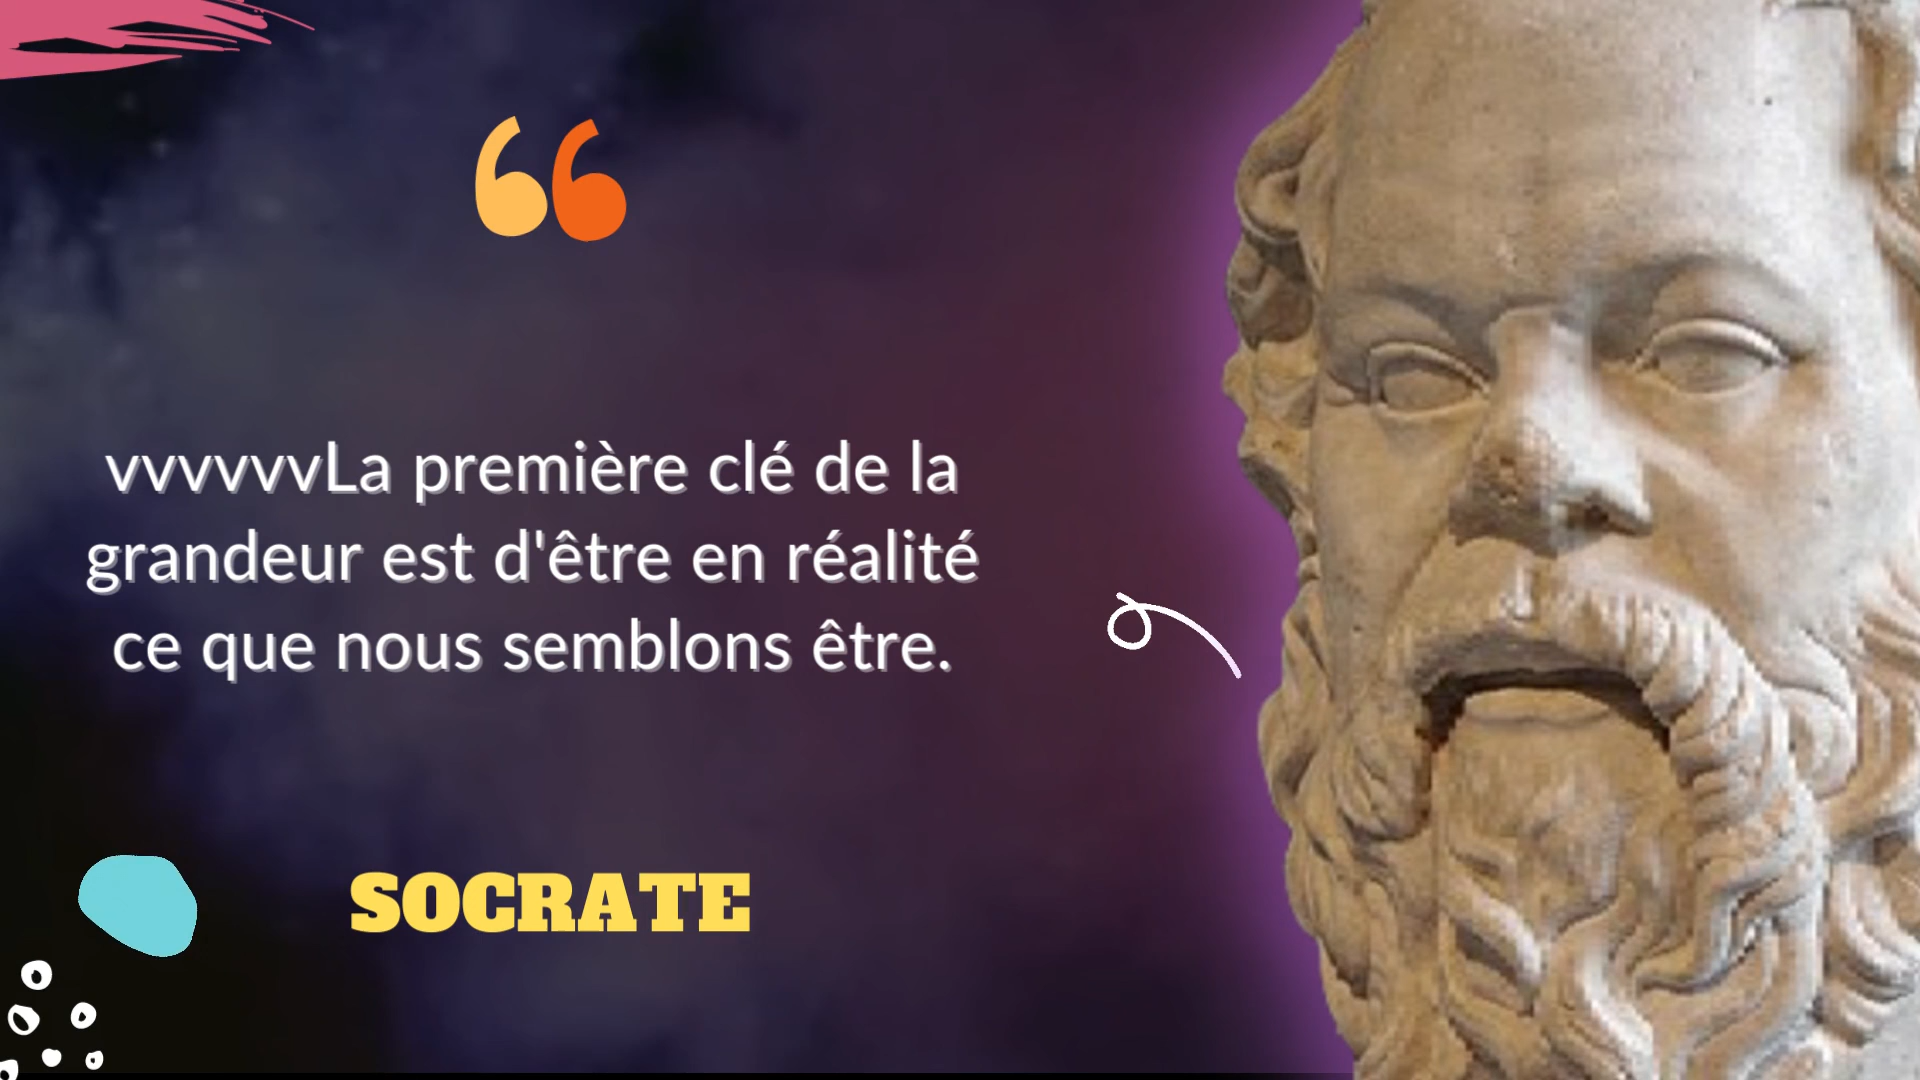 vvvvvvLa première clé de la
grandeur est d'être en réalité
ce que nous semblons être.
SOCRATE